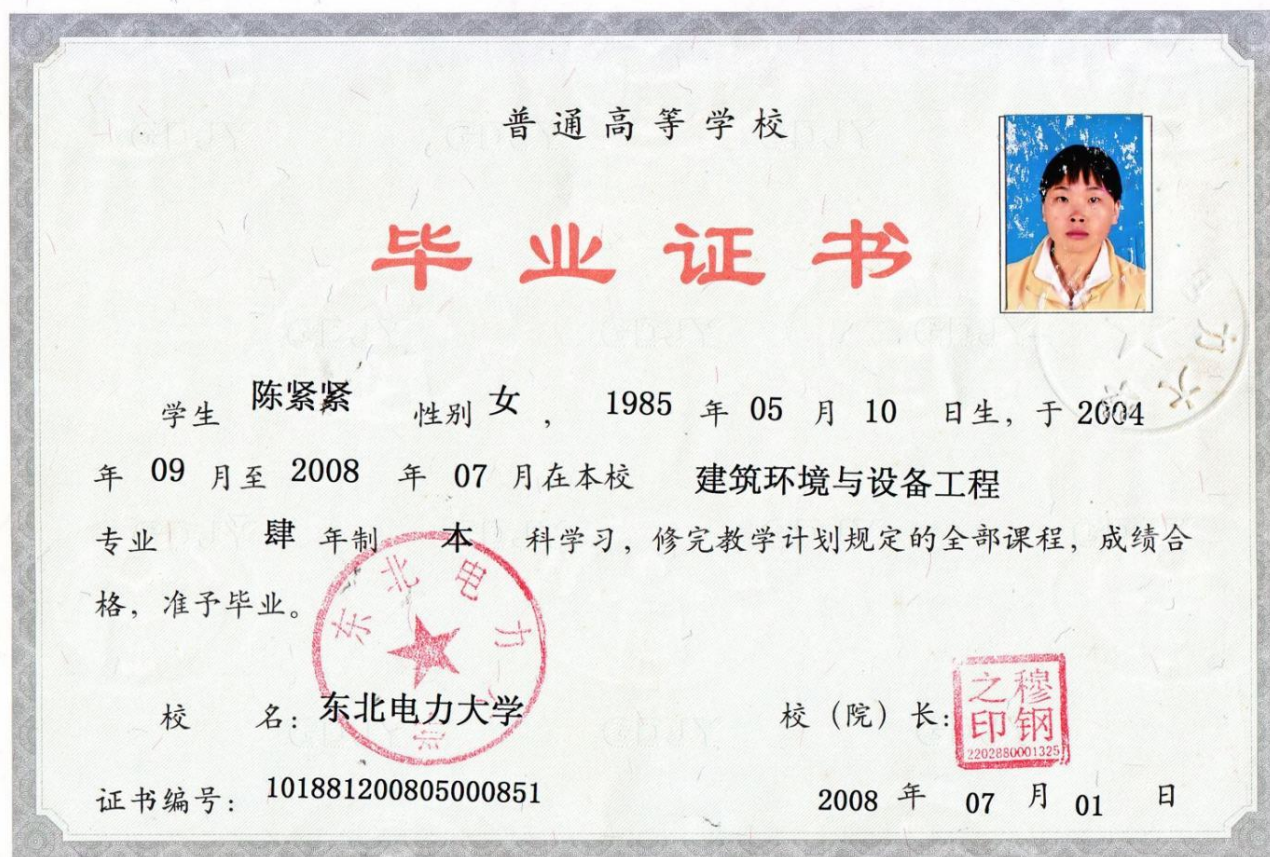 普通高等学校
毕业证书
学生 陈紧紧 性别 女 , 1985 年 05 月 10 日生, 于 2004
年 09 月至 2008 年 07 月在本校 建筑环境与设备工程
专业 肆 年制 本 科学习, 修完教学计划规定的全部课程, 成绩合
格, 准予毕业。
东北电力
校 名: 东北电力大学 校 (院) 长: 穆钢之印 2202880001325
证书编号: 101881200805000851 2008 年 07 月 01 日